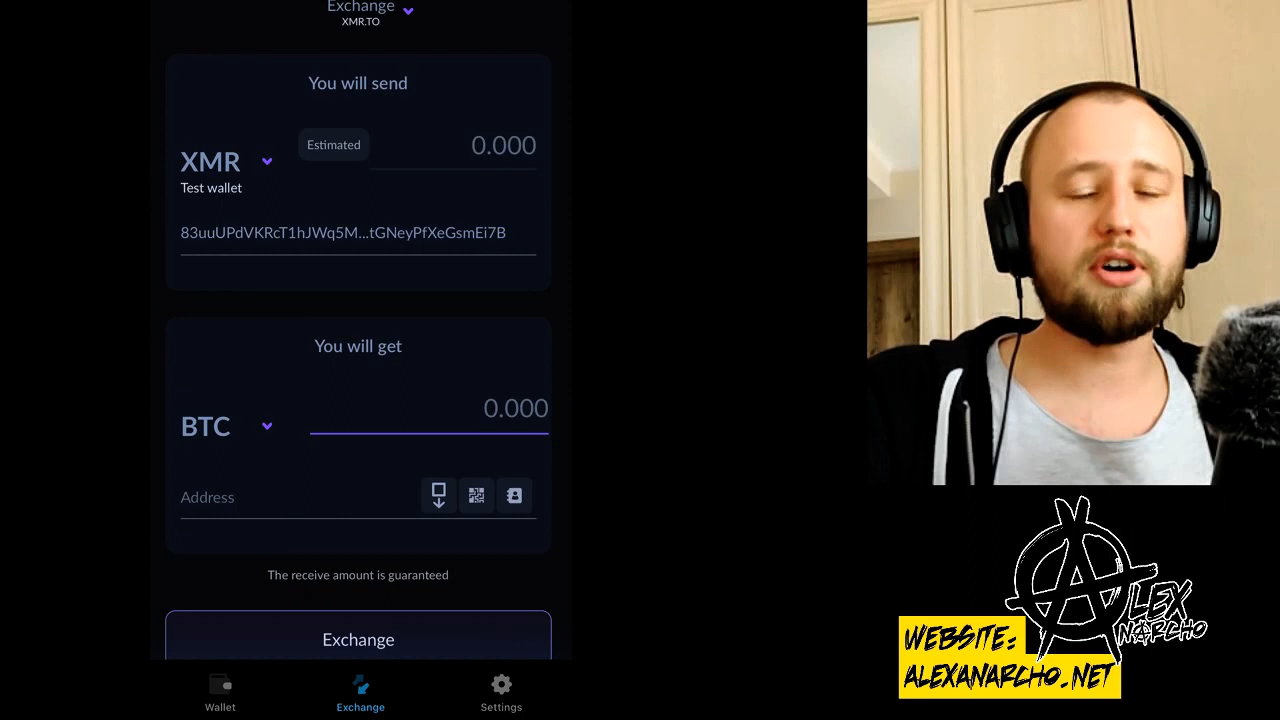 Exchange
XMR.TO
You will send
XMR
Estimated
0.000
Test wallet
83uuUPdVKRcT1hJWq5M...tGNeyPfXeGsmEi7B
You will get
BTC
0.000
Address
The receive amount is guaranteed
Exchange
Wallet
Exchange
Settings
ALEX
NARCHO
WEBSITE:
ALEXANARCHO.NET